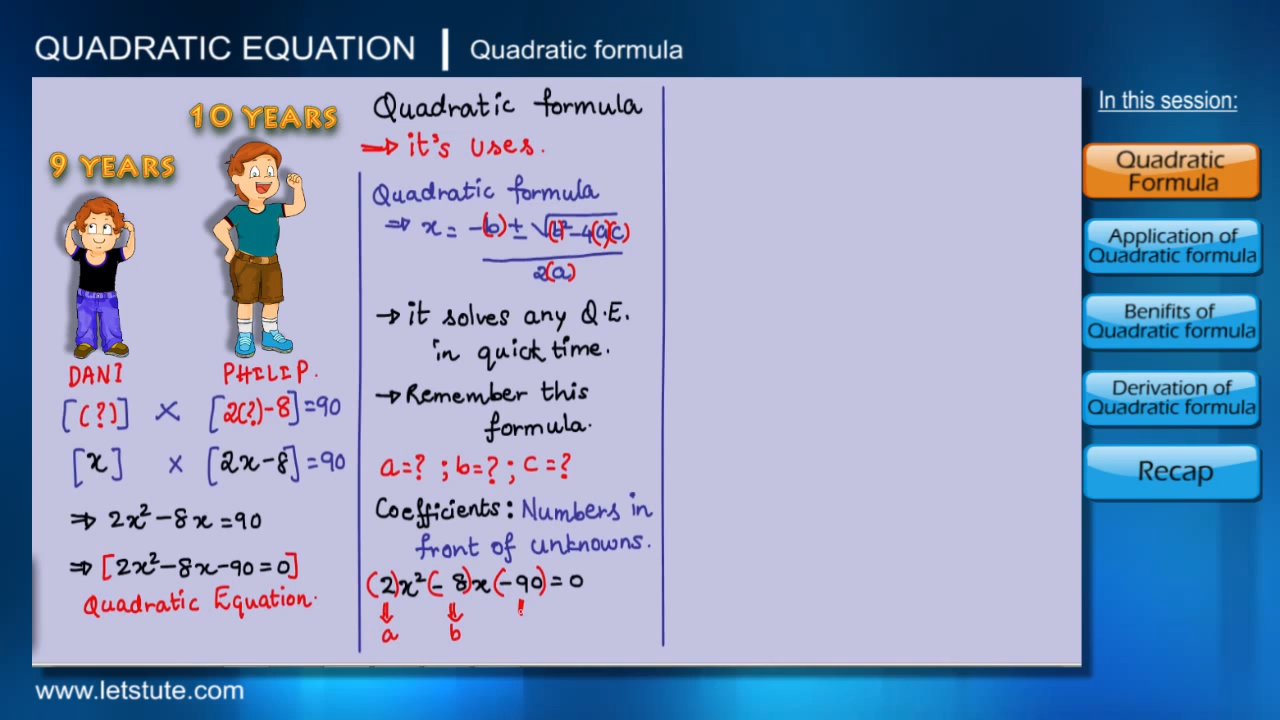 QUADRATIC EQUATION | Quadratic formula
10 YEARS
9 YEARS
DANI
PHILIP.
[(?)] × [2(?)-8]=90
[x] × [2x-8]=90
⇒ 2x²-8x=90
⇒ [2x²-8x-90=0]
Quadratic Equation.
Quadratic formula
→ it's uses.
Quadratic formula
⇒ x = -(b) ± √(b)²-4(a)(c)
2(a)
→ it solves any Q.E.
in quick time.
→ Remember this
formula.
a=? ; b=? ; c=?
Coefficients: Numbers in
front of unknowns.
(2)x²(-8)x(-90)=0
⇓ ⇓
a b
In this session:
Quadratic
Formula
Application of
Quadratic formula
Benifits of
Quadratic formula
Derivation of
Quadratic formula
Recap
www.letstute.com